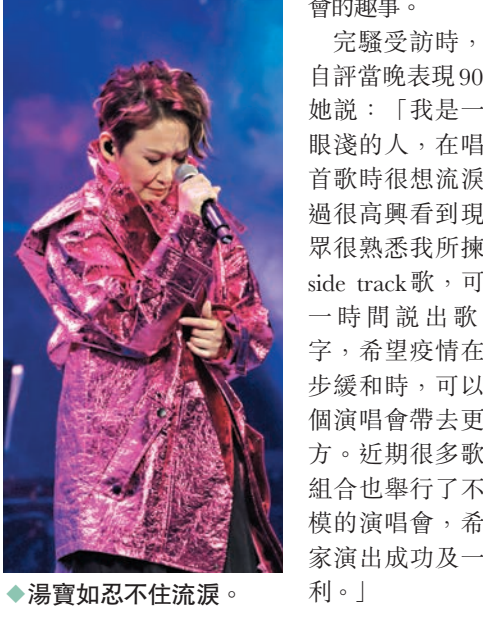 會的趣事。
完騷受訪時，
自評當晚表現90
她説：「我是一
眼淺的人，在唱
首歌時很想流淚
過很高興看到現
眾很熟悉我所揀
side track歌，可
一時間説出歌
字，希望疫情在
步緩和時，可以
個演唱會帶去更
方。近期很多歌
組合也舉行了不
模的演唱會，希
家演出成功及一
利。」
◆湯寶如忍不住流淚。